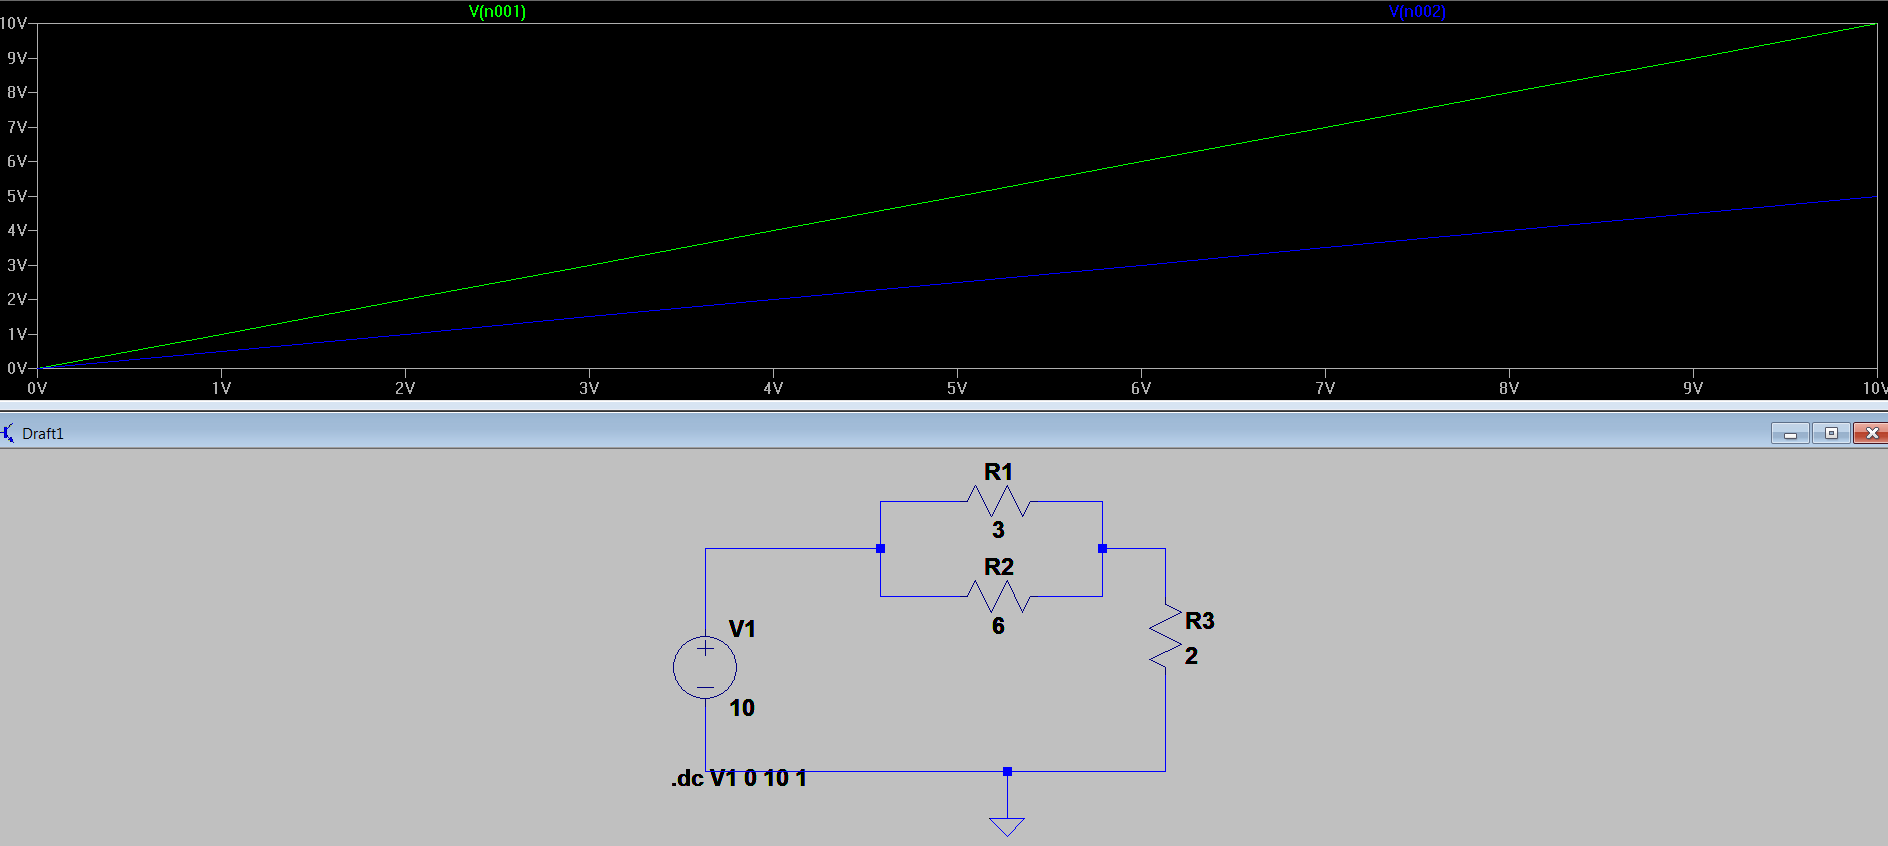 V(n001) V(n002)
10V
9V
8V
7V
6V
5V
4V
3V
2V
1V
0V
0V 1V 2V 3V 4V 5V 6V 7V 8V 9V 10V
Draft1
R1
3
R2
6
V1
R3
2
10
.dc V1 0 10 1